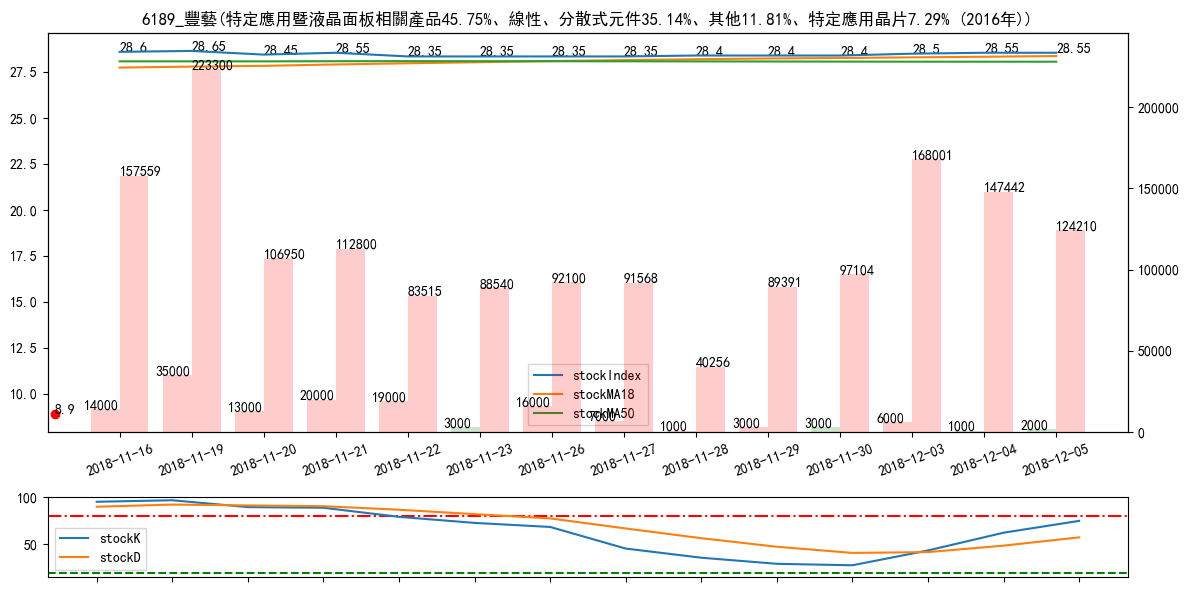 6189_豐藝(特定應用暨液晶面板相關產品45.75%、線性、分散式元件35.14%、其他11.81%、特定應用晶片7.29% (2016年))
28.6 28.65 28.45 28.55 28.35 28.35 28.35 28.35 28.4 28.4 28.4 28.5 28.55 28.55
27.5
25.0
22.5
20.0
17.5
15.0
12.5
10.0
200000
150000
100000
50000
0
157559 223300 106950 112800 83515 88540 92100 91568 40256 89391 97104 168001 147442 124210
8.9
14000 35000 13000 20000 19000 3000 16000 7000 1000 3000 3000 6000 1000 2000
stockIndex
stockMA18
stockMA50
2018-11-16 2018-11-19 2018-11-20 2018-11-21 2018-11-22 2018-11-23 2018-11-26 2018-11-27 2018-11-28 2018-11-29 2018-11-30 2018-12-03 2018-12-04 2018-12-05
100
50
stockK
stockD